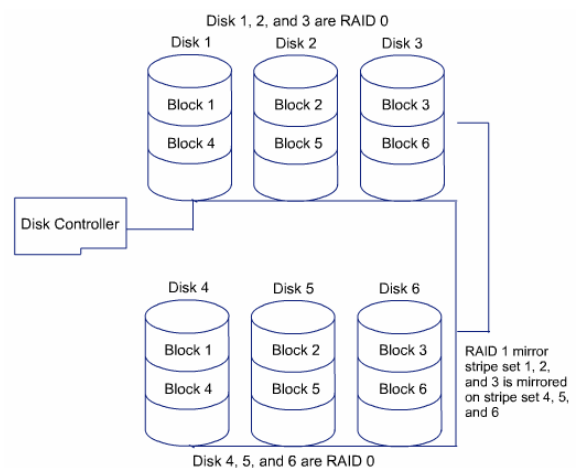 Disk 1, 2, and 3 are RAID 0
Disk 1 Disk 2 Disk 3
Block 1 Block 2 Block 3
Block 4 Block 5 Block 6
Disk Controller
Disk 4 Disk 5 Disk 6
Block 1 Block 2 Block 3
Block 4 Block 5 Block 6
RAID 1 mirror
stripe set 1, 2,
and 3 is mirrored
on stripe set 4, 5,
and 6
Disk 4, 5, and 6 are RAID 0